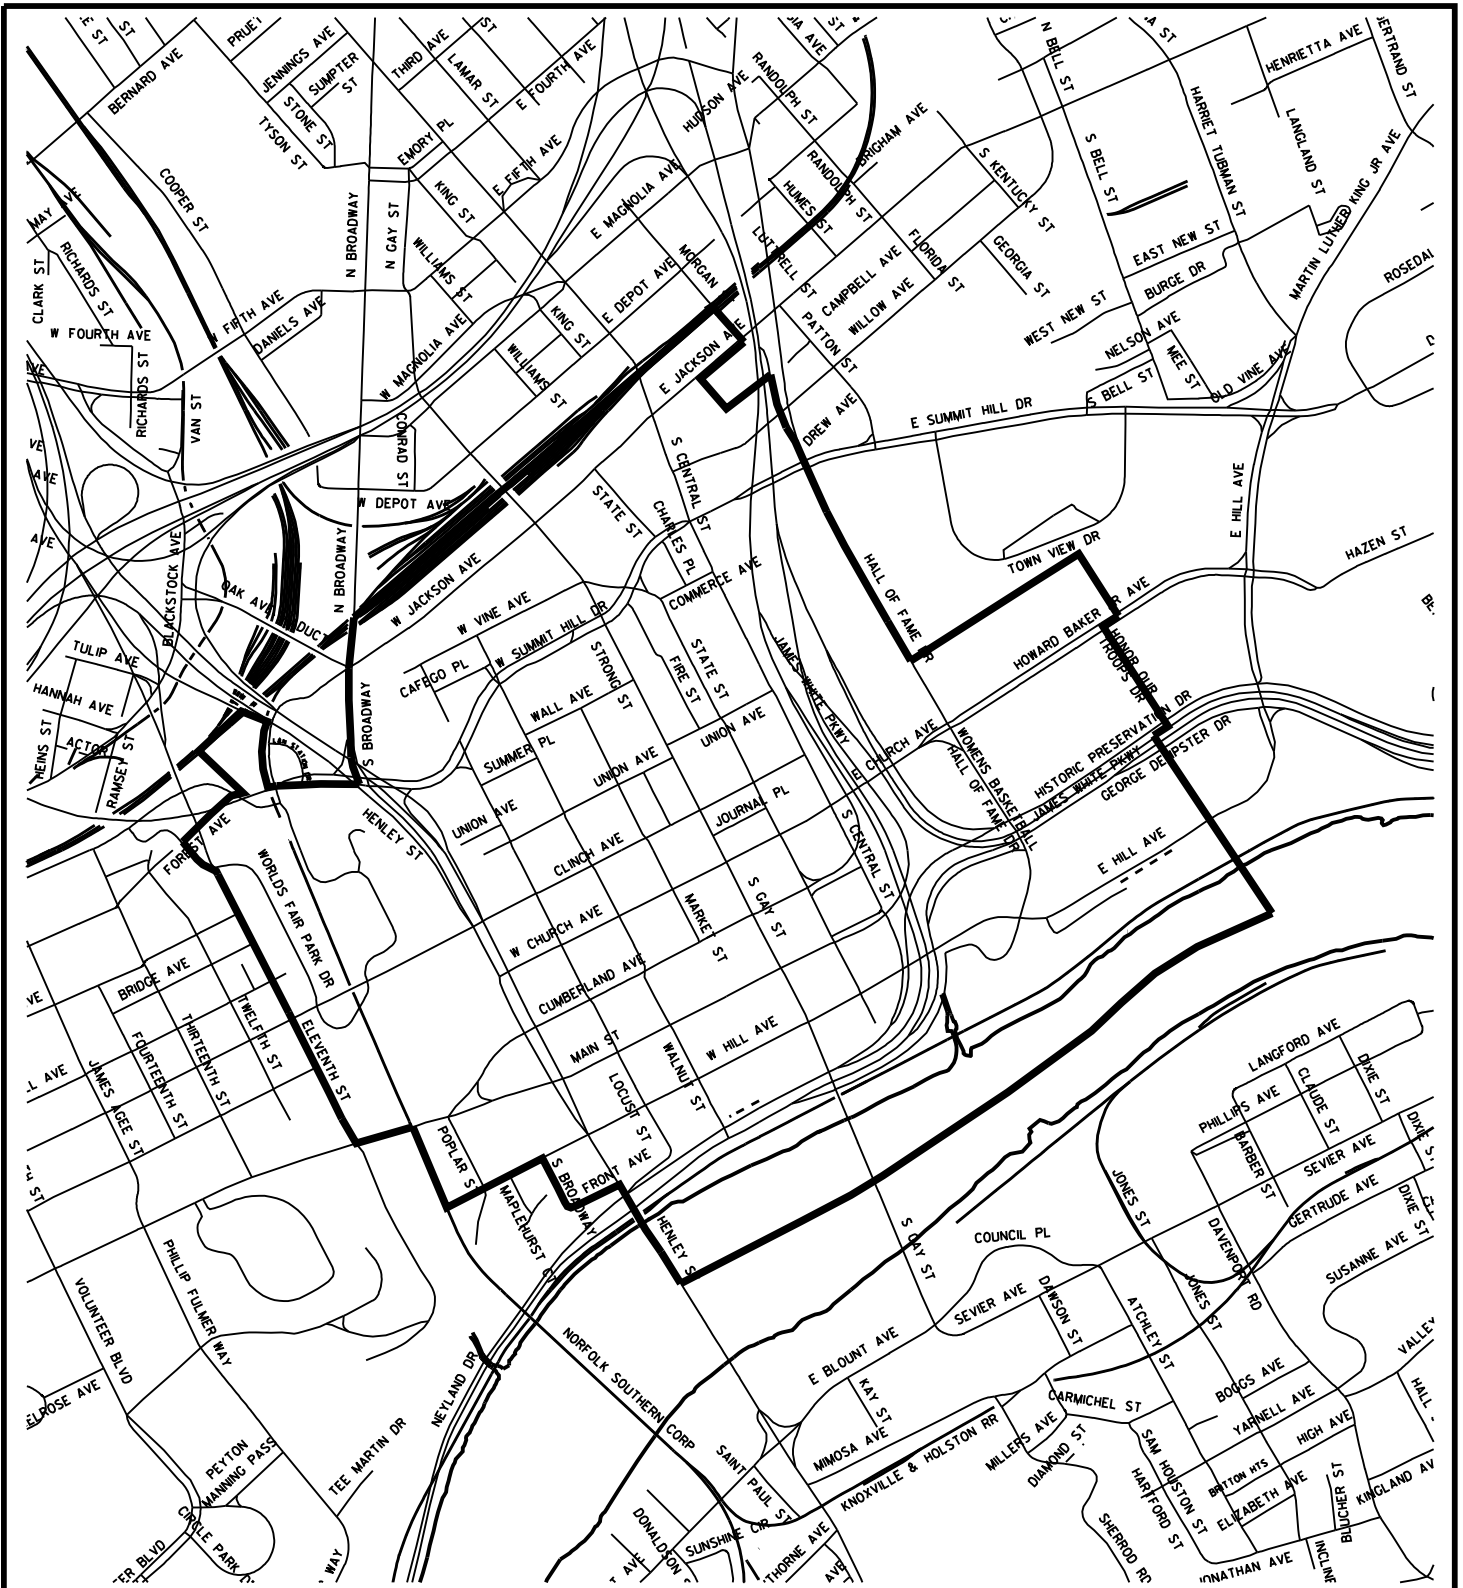 BERNARD AVE
PRUET
JENNINGS AVE
SUMPTER
ST
STONE ST
TYSON ST
THIRD AVE
LAMAR ST
ST
E FOURTH AVE
EMORY PL
E FIFTH AVE
KING ST
HUDSON AVE
RANDOLPH ST
BRIGHAM AVE
RANDOLPH ST
HUMES ST
S KENTUCKY ST
N BELL ST
S BELL ST
HARRIET TUBMAN ST
HENRIETTA AVE
LANGLAND ST
MARTIN LUTHER KING JR AVE
COOPER ST
N BROADWAY
N GAY ST
WILLIAMS ST
E MAGNOLIA AVE
MORGAN
LUTTRELL ST
CAMPBELL AVE
FLORIDA ST
GEORGIA ST
WILLOW AVE
PATTON ST
EAST NEW ST
BURGE DR
WEST NEW ST
NELSON AVE
MEE ST
OLD VINE AVE
S BELL ST
MAY AVE
RICHARDS ST
CLARK ST
W FOURTH AVE
RICHARDS ST
VAN ST
W FIFTH AVE
DANIELS AVE
W MAGNOLIA AVE
E DEPOT AVE
KING ST
WILLIAMS ST
E JACKSON AVE
DREW AVE
E SUMMIT HILL DR
CONRAD ST
W DEPOT AVE
S CENTRAL ST
STATE ST
CHARLES PL
COMMERCE AVE
E HILL AVE
HAZEN ST
TOWN VIEW DR
HALL OF FAME DR
BLACKSTOCK AVE
N BROADWAY
W JACKSON AVE
W VINE AVE
W SUMMIT HILL DR
CAFEGO PL
HOWARD BAKER JR AVE
HONOR OUR
TROOPS DR
TULIP AVE
HANNAH AVE
HEINS ST
ACTOR
RAMSEY ST
S BROADWAY
STRONG ST
FIRE ST
STATE ST
WALL AVE
SUMMER PL
UNION AVE
UNION AVE
UNION AVE
JAMES WHITE PKWY
E CHURCH AVE
WOMENS BASKETBALL
HALL OF FAME DR
HISTORIC PRESERVATION DR
JAMES WHITE PKWY
GEORGE DEMPSTER DR
HENLEY ST
JOURNAL PL
CLINCH AVE
S CENTRAL ST
E HILL AVE
FOREST AVE
WORLDS FAIR PARK DR
S GAY ST
MARKET ST
W CHURCH AVE
CUMBERLAND AVE
BRIDGE AVE
TWELFTH ST
THIRTEENTH ST
FOURTEENTH ST
JAMES AGEE ST
ELEVENTH ST
MAIN ST
W HILL AVE
WALNUT ST
LOCUST ST
POPLAR ST
FRONT AVE
S BROADWAY
MAPLEHURST CT
HENLEY S
S GAY ST
COUNCIL PL
LANGFORD AVE
PHILLIPS AVE
CLAUDE ST
DIXIE ST
BARBER ST
SEVIER AVE
GERTRUDE AVE
DIXIE ST
DIXIE ST
SUSANNE AVE
JONES ST
DAVENPORT RD
JONES ST
ATCHLEY ST
DAWSON ST
SEVIER AVE
E BLOUNT AVE
KAY ST
MIMOSA AVE
KNOXVILLE & HOLSTON RR
CARMICHEL ST
MILLERS AVE
DIAMOND ST
SAM HOUSTON ST
HARTFORD ST
SHERROD RD
BOGGS AVE
YARNELL AVE
HIGH AVE
BRITTON HTS
ELIZABETH AVE
BLUCHER ST
KINGLAND AV
JONATHAN AVE
INCLINE
VALLEY
HALL
VOLUNTEER BLVD
PHILLIP FULMER WAY
PEYTON
MANNING PASS
TEE MARTIN DR
CIRCLE PARK D
NEYLAND DR
NORFOLK SOUTHERN CORP
SAINT PAUL ST
DONALDSON
SUNSHINE CIR